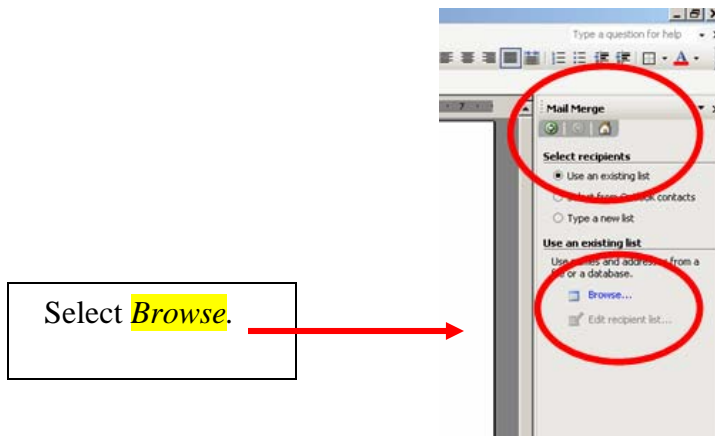 Type a question for help
7
Mail Merge
Select recipients
Use an existing list
Select from Outlook contacts
Type a new list
Use an existing list
Use names and addresses from a
file or a database.
Browse...
Edit recipient list...
Select Browse.